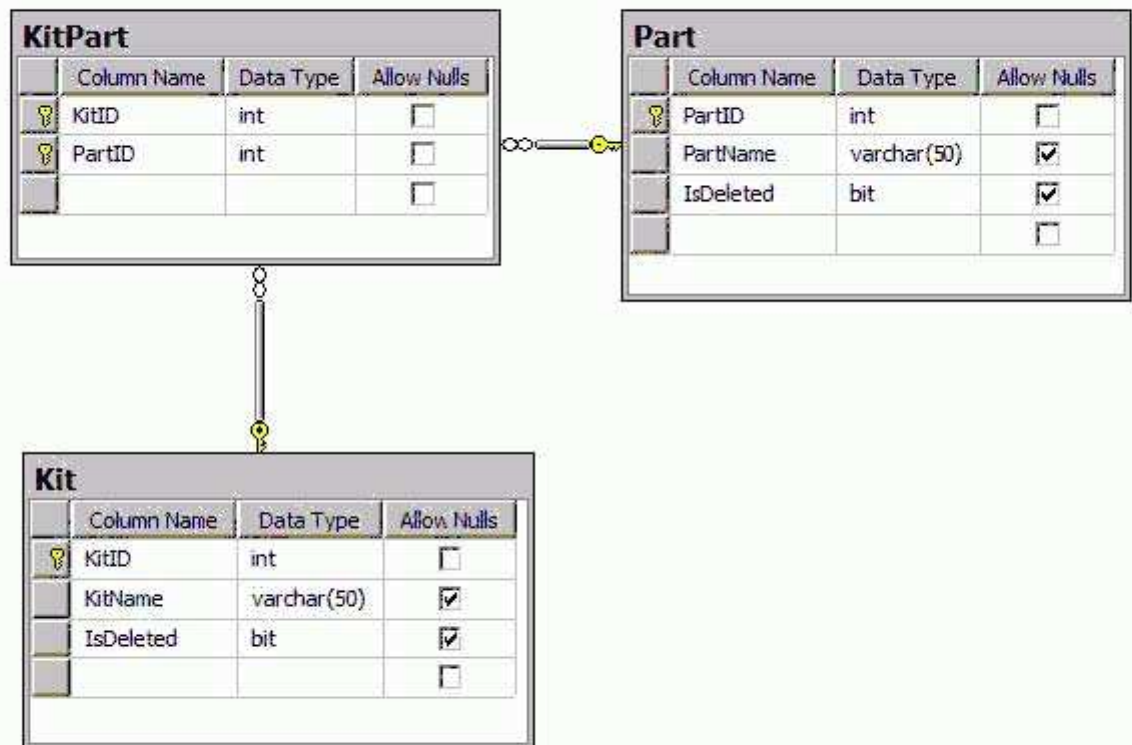 KitPart
Column Name Data Type Allow Nulls
KitID int
PartID int
Part
Column Name Data Type Allow Nulls
PartID int
PartName varchar(50)
IsDeleted bit
Kit
Column Name Data Type Allow Nulls
KitID int
KitName varchar(50)
IsDeleted bit